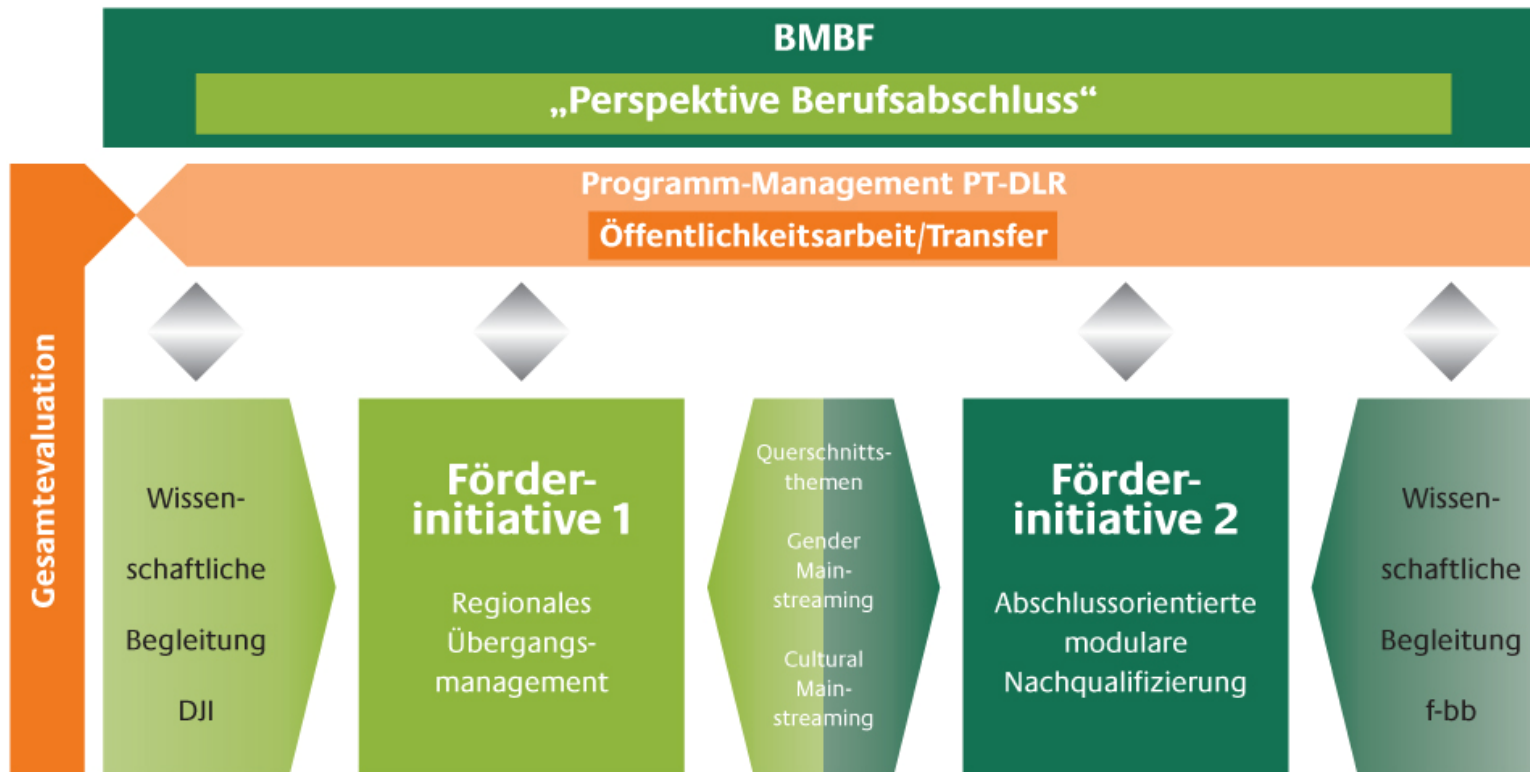 BMBF
„Perspektive Berufsabschluss“
Programm-Management PT-DLR
Öffentlichkeitsarbeit/Transfer
Gesamtevaluation
Wissen-
schaftliche
Begleitung
DJI
Förder-
initiative 1
Regionales
Übergangs-
management
Querschnitts-
themen
Gender
Main-
streaming
Cultural
Main-
streaming
Förder-
initiative 2
Abschlussorientierte
modulare
Nachqualifizierung
Wissen-
schaftliche
Begleitung
f-bb